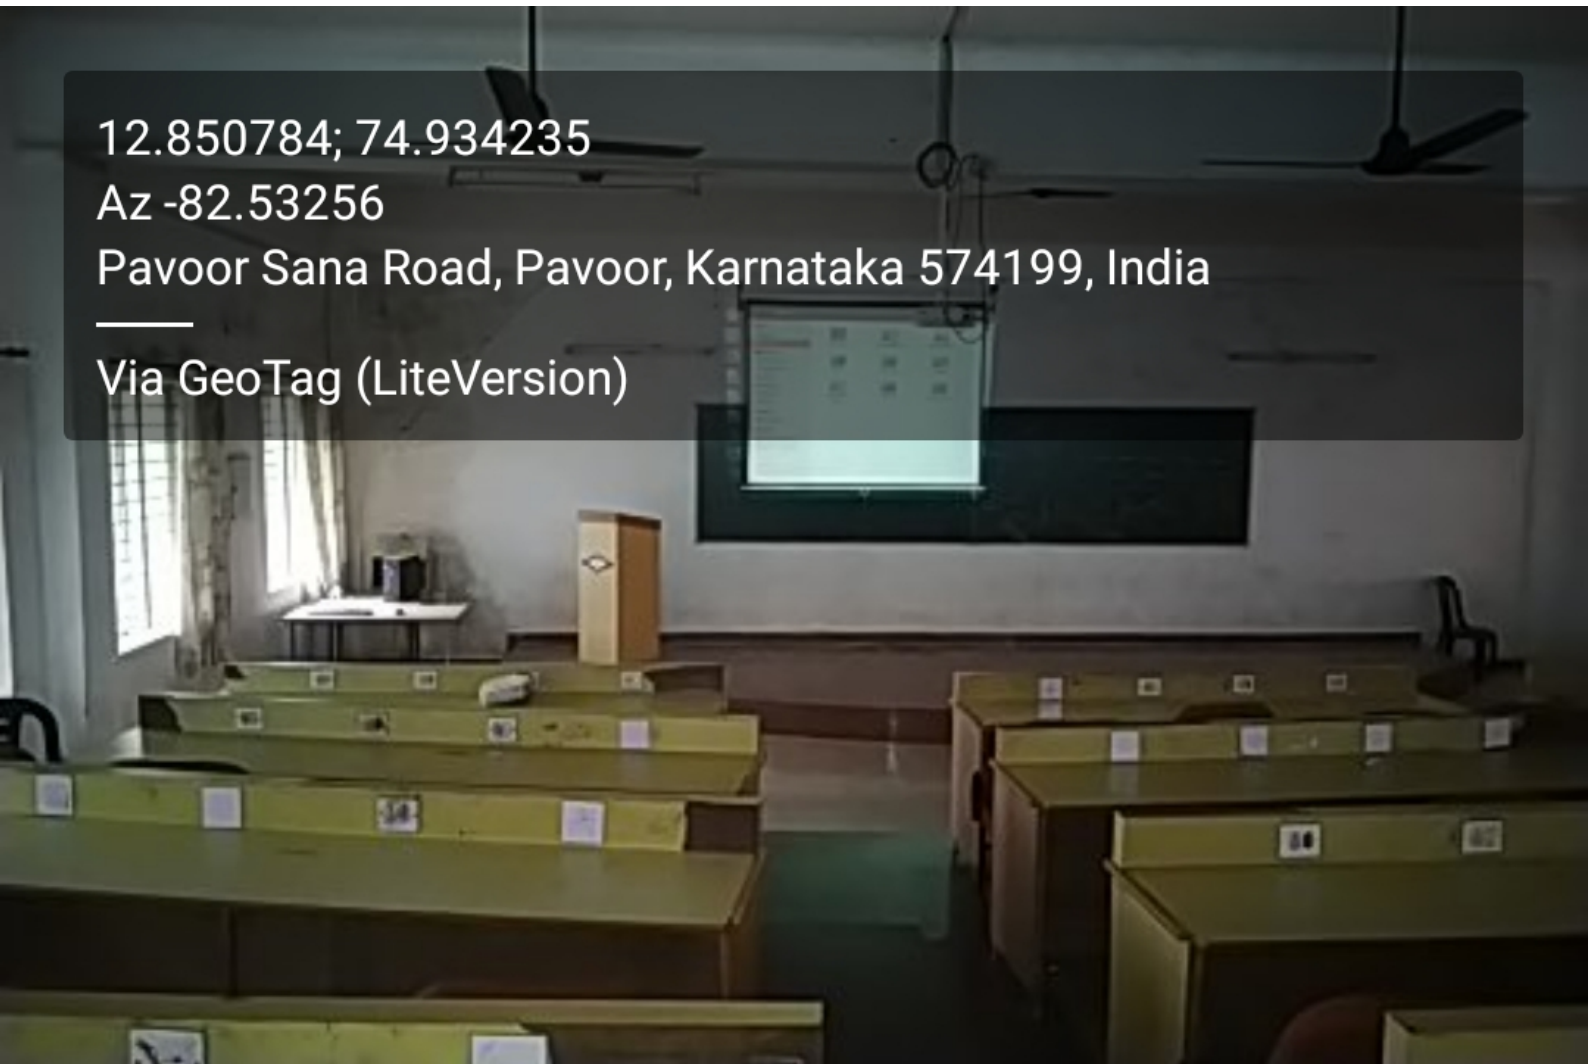 12.850784; 74.934235
Az -82.53256
Pavoor Sana Road, Pavoor, Karnataka 574199, India
Via GeoTag (LiteVersion)